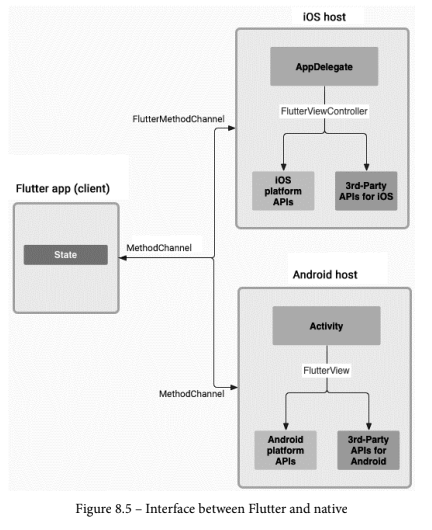 iOS host
AppDelegate
FlutterViewController
FlutterMethodChannel
iOS
platform
APIs
3rd-Party
APIs for iOS
Flutter app (client)
State
MethodChannel
Android host
Activity
FlutterView
MethodChannel
Android
platform
APIs
3rd-Party
APIs for
Android
Figure 8.5 – Interface between Flutter and native